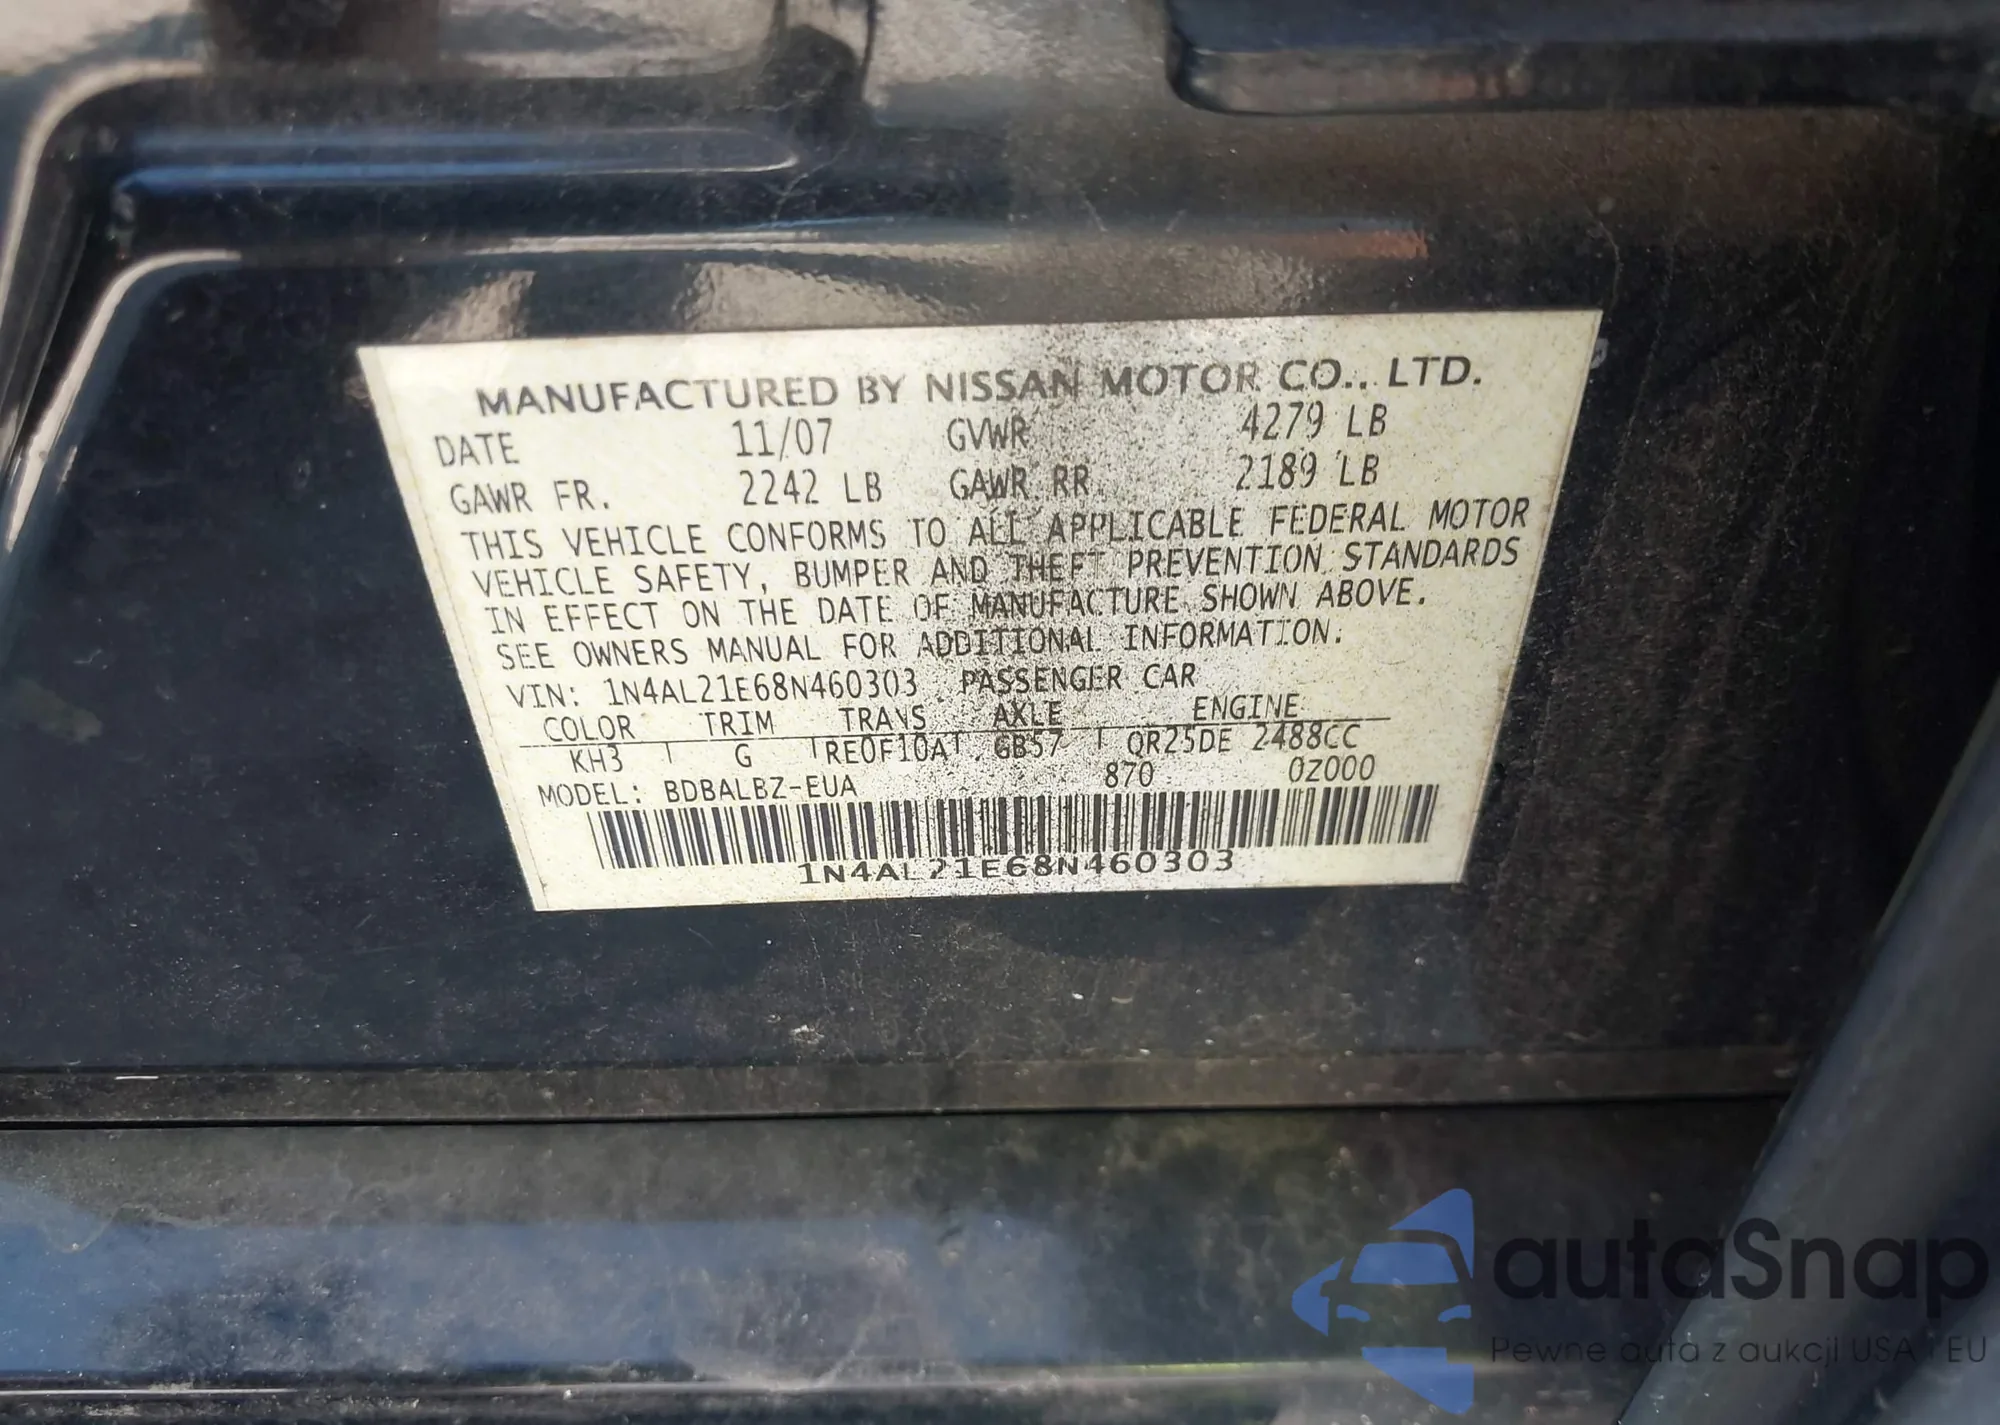 MANUFACTURED BY NISSAN MOTOR CO., LTD.
DATE 11/07 GVWR 4279 LB
GAWR FR. 2242 LB GAWR RR. 2189 LB
THIS VEHICLE CONFORMS TO ALL APPLICABLE FEDERAL MOTOR
VEHICLE SAFETY, BUMPER AND THEFT PREVENTION STANDARDS
IN EFFECT ON THE DATE OF MANUFACTURE SHOWN ABOVE.
SEE OWNERS MANUAL FOR ADDITIONAL INFORMATION.
VIN: 1N4AL21E68N460303 PASSENGER CAR
COLOR TRIM TRANS AXLE ENGINE
KH3 G RE0F10A GB57 QR25DE 2488CC
MODEL: BDBALBZ-EUA 870 0Z000
1N4AL21E68N460303
autaSnap
Pewne auta z aukcji USA i EU